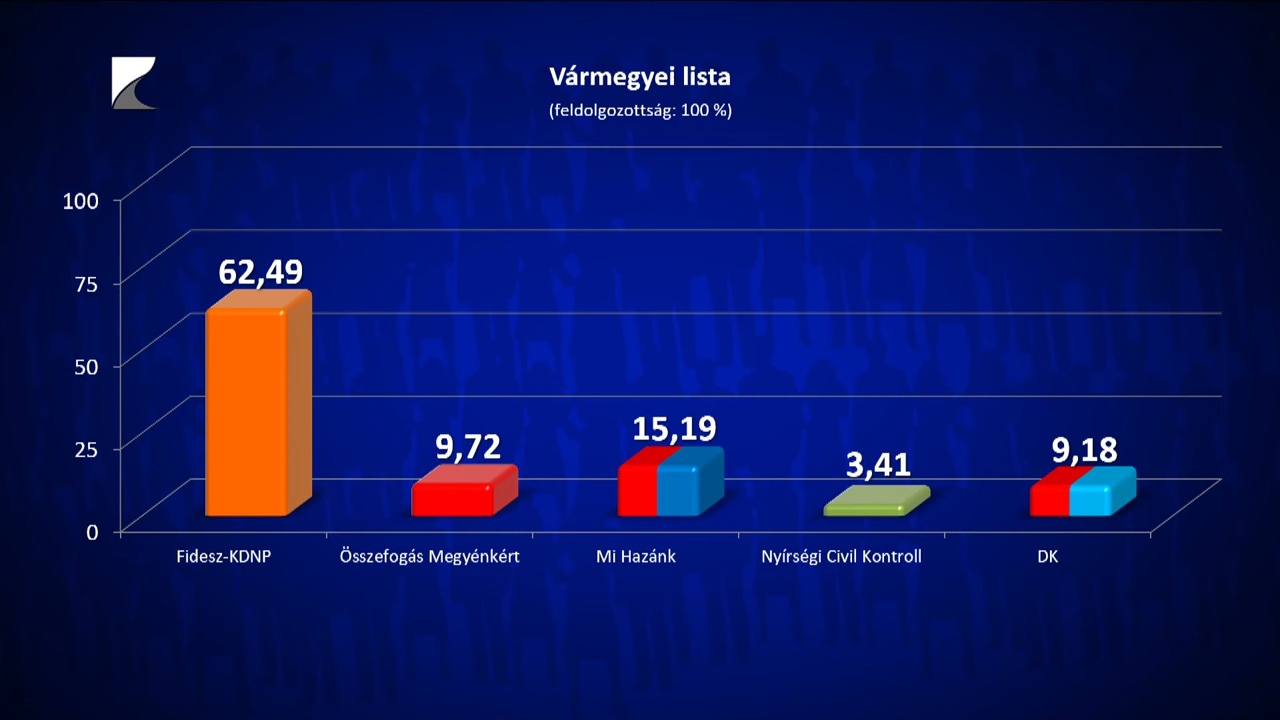 Vármegyei lista
(feldolgozottság: 100 %)
100
75
50
25
0
62,49
9,72
15,19
3,41
9,18
Fidesz-KDNP
Összefogás Megyénkért
Mi Hazánk
Nyírségi Civil Kontroll
DK